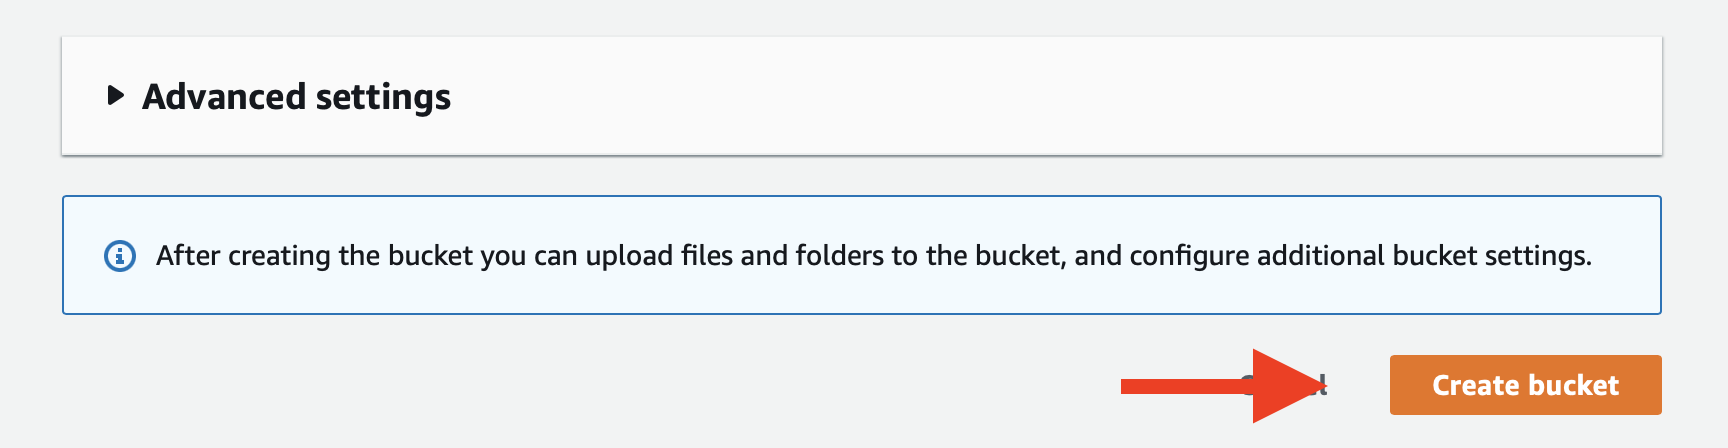 Advanced settings
After creating the bucket you can upload files and folders to the bucket, and configure additional bucket settings.
Create bucket